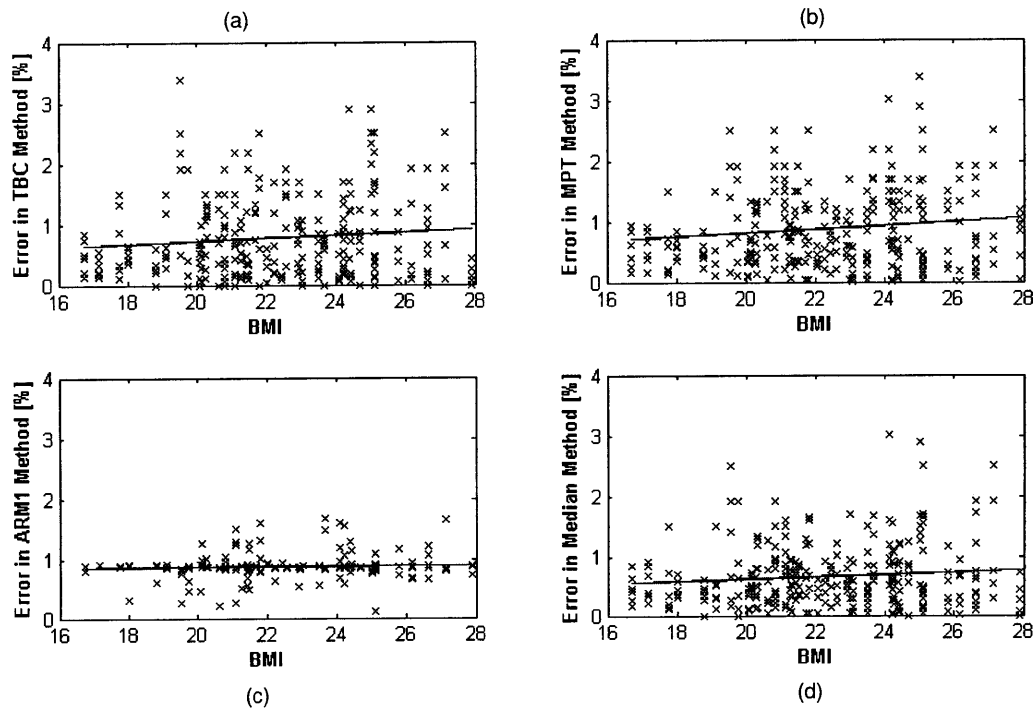 (a)
Error in TBC Method [%]
4
3
2
1
0
16 18 20 22 24 26 28
BMI
(b)
Error in MPT Method [%]
4
3
2
1
0
16 18 20 22 24 26 28
BMI
Error in ARM1 Method [%]
4
3
2
1
0
16 18 20 22 24 26 28
BMI
(c)
Error in Median Method [%]
4
3
2
1
0
16 18 20 22 24 26 28
BMI
(d)